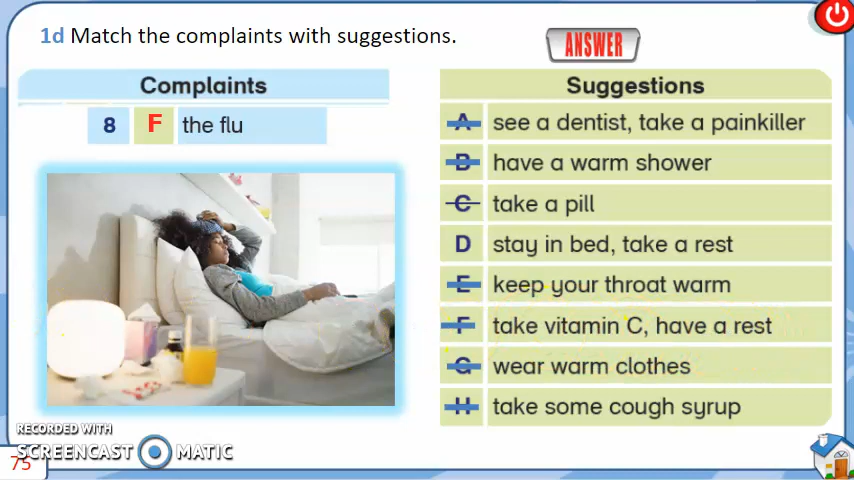 1d Match the complaints with suggestions.
ANSWER
Complaints
8 F the flu
Suggestions
A see a dentist, take a painkiller
B have a warm shower
C take a pill
D stay in bed, take a rest
E keep your throat warm
F take vitamin C, have a rest
G wear warm clothes
H take some cough syrup
RECORDED WITH
SCREENCAST MATIC
75